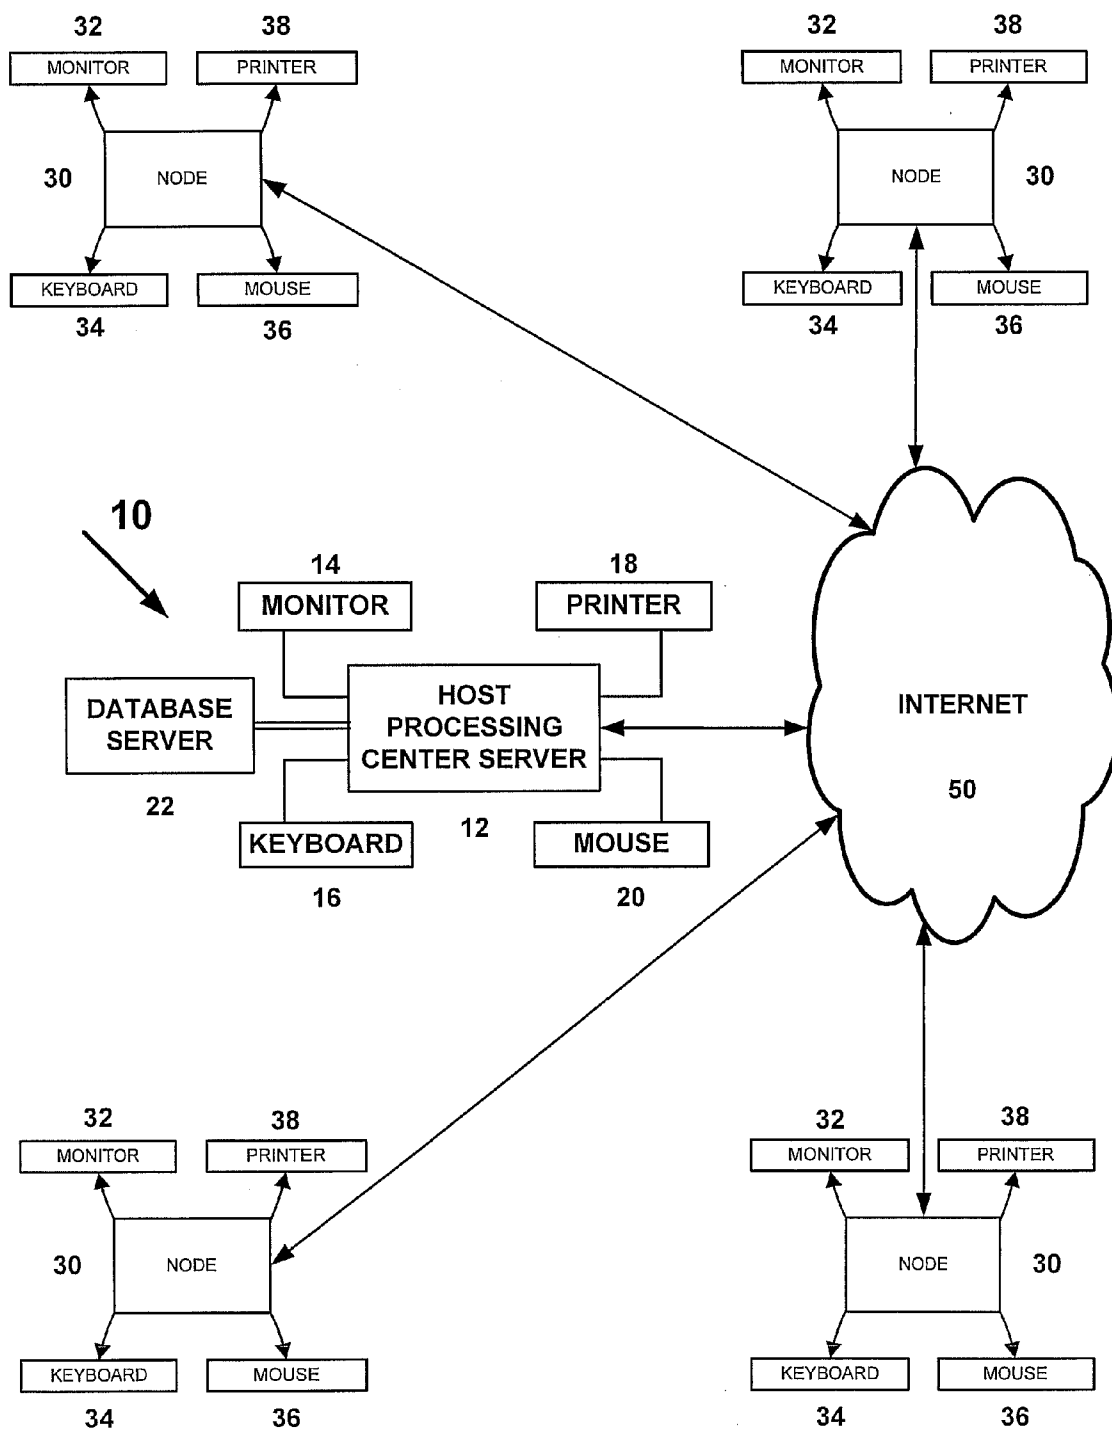 32 38
MONITOR PRINTER
30 NODE
KEYBOARD MOUSE
34 36
32 38
MONITOR PRINTER
NODE 30
KEYBOARD MOUSE
34 36
10
14 18
MONITOR PRINTER
DATABASE
SERVER
22
HOST
PROCESSING
CENTER SERVER
12
KEYBOARD MOUSE
16 20
INTERNET
50
32 38
MONITOR PRINTER
30 NODE
KEYBOARD MOUSE
34 36
32 38
MONITOR PRINTER
NODE 30
KEYBOARD MOUSE
34 36